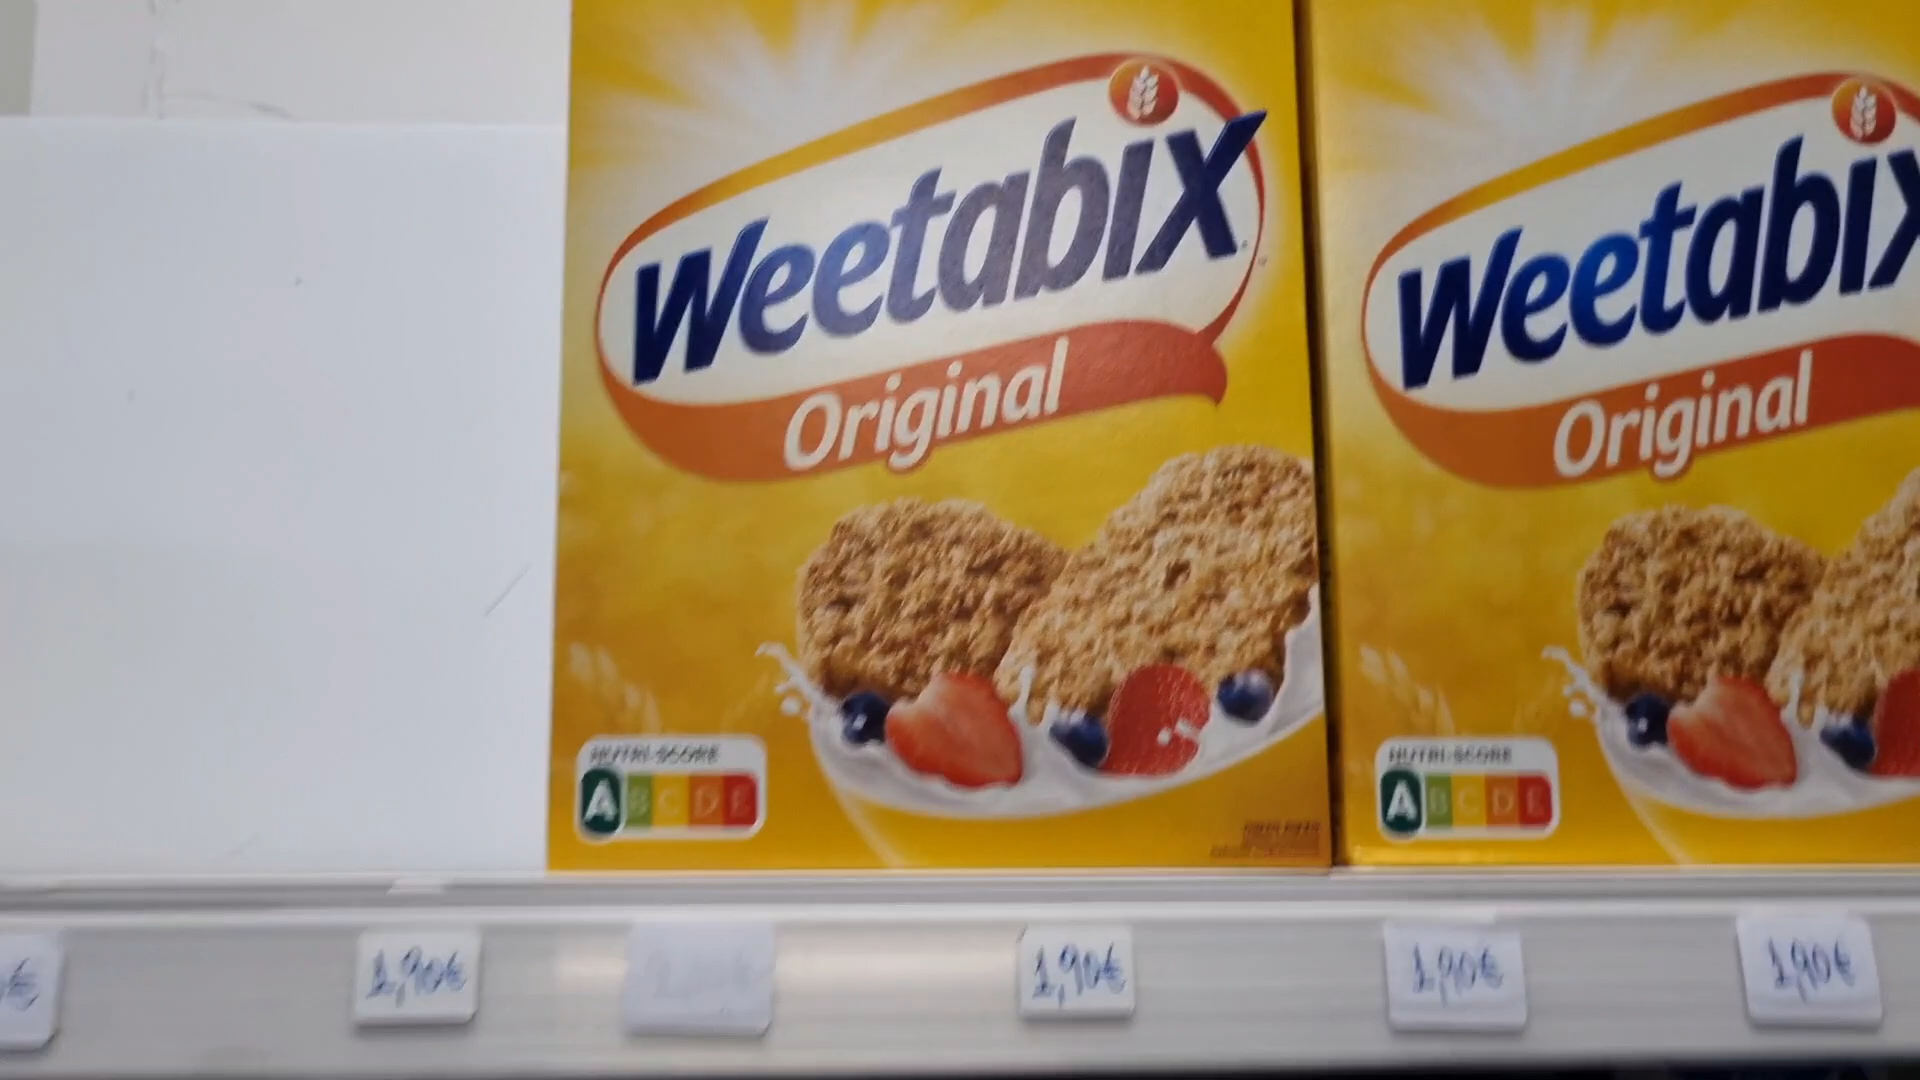 Weetabix
Original
NUTRI-SCORE
A B C D E
Weetabix
Original
NUTRI-SCORE
A B C D E
€
1,90€
1,90€
1,90€
1,90€